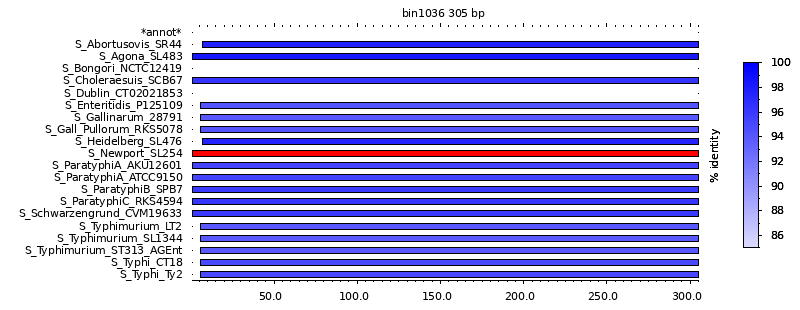 bin1036 305 bp
*annot*
S_Abortusovis_SR44
S_Agona_SL483
S_Bongori_NCTC12419
S_Choleraesuis_SCB67
S_Dublin_CT02021853
S_Enteritidis_P125109
S_Gallinarum_28791
S_Gall_Pullorum_RKS5078
S_Heidelberg_SL476
S_Newport_SL254
S_ParatyphiA_AKU12601
S_ParatyphiA_ATCC9150
S_ParatyphiB_SPB7
S_ParatyphiC_RKS4594
S_Schwarzengrund_CVM19633
S_Typhimurium_LT2
S_Typhimurium_SL1344
S_Typhimurium_ST313_AGEnt
S_Typhi_CT18
S_Typhi_Ty2
50.0 100.0 150.0 200.0 250.0 300.0
% identity
100
98
96
94
92
90
88
86